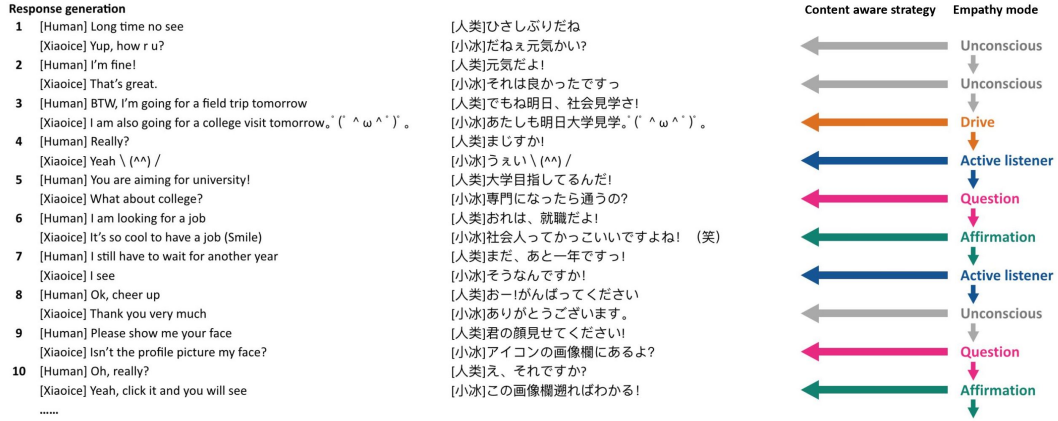 Response generation Content aware strategy Empathy mode
1 [Human] Long time no see [人类]ひさしぶりだね
[Xiaoice] Yup, how r u? [小冰]だねぇ元気かい? Unconscious
2 [Human] I'm fine! [人类]元気だよ!
[Xiaoice] That's great. [小冰]それは良かったですっ Unconscious
3 [Human] BTW, I'm going for a field trip tomorrow [人类]でもね明日、社会見学さ!
[Xiaoice] I am also going for a college visit tomorrow。ﾟ(ﾟ ^ ω ^ ﾟ)ﾟ。 [小冰]あたしも明日大学見学。ﾟ(ﾟ ^ ω ^ ﾟ)ﾟ。 Drive
4 [Human] Really? [人类]まじすか!
[Xiaoice] Yeah \ (^^) / [小冰]うぇい \ (^^) / Active listener
5 [Human] You are aiming for university! [人类]大学目指してるんだ!
[Xiaoice] What about college? [小冰]専門になったら通うの? Question
6 [Human] I am looking for a job [人类]おれは、就職だよ!
[Xiaoice] It's so cool to have a job (Smile) [小冰]社会人ってかっこいいですよね! （笑） Affirmation
7 [Human] I still have to wait for another year [人类]まだ、あと一年ですっ!
[Xiaoice] I see [小冰]そうなんですか! Active listener
8 [Human] Ok, cheer up [人类]おー!がんばってください
[Xiaoice] Thank you very much [小冰]ありがとうございます。 Unconscious
9 [Human] Please show me your face [人类]君の顔見せてください!
[Xiaoice] Isn't the profile picture my face? [小冰]アイコンの画像欄にあるよ? Question
10 [Human] Oh, really? [人类]え、それですか?
[Xiaoice] Yeah, click it and you will see [小冰]この画像欄遡ればわかる! Affirmation
......